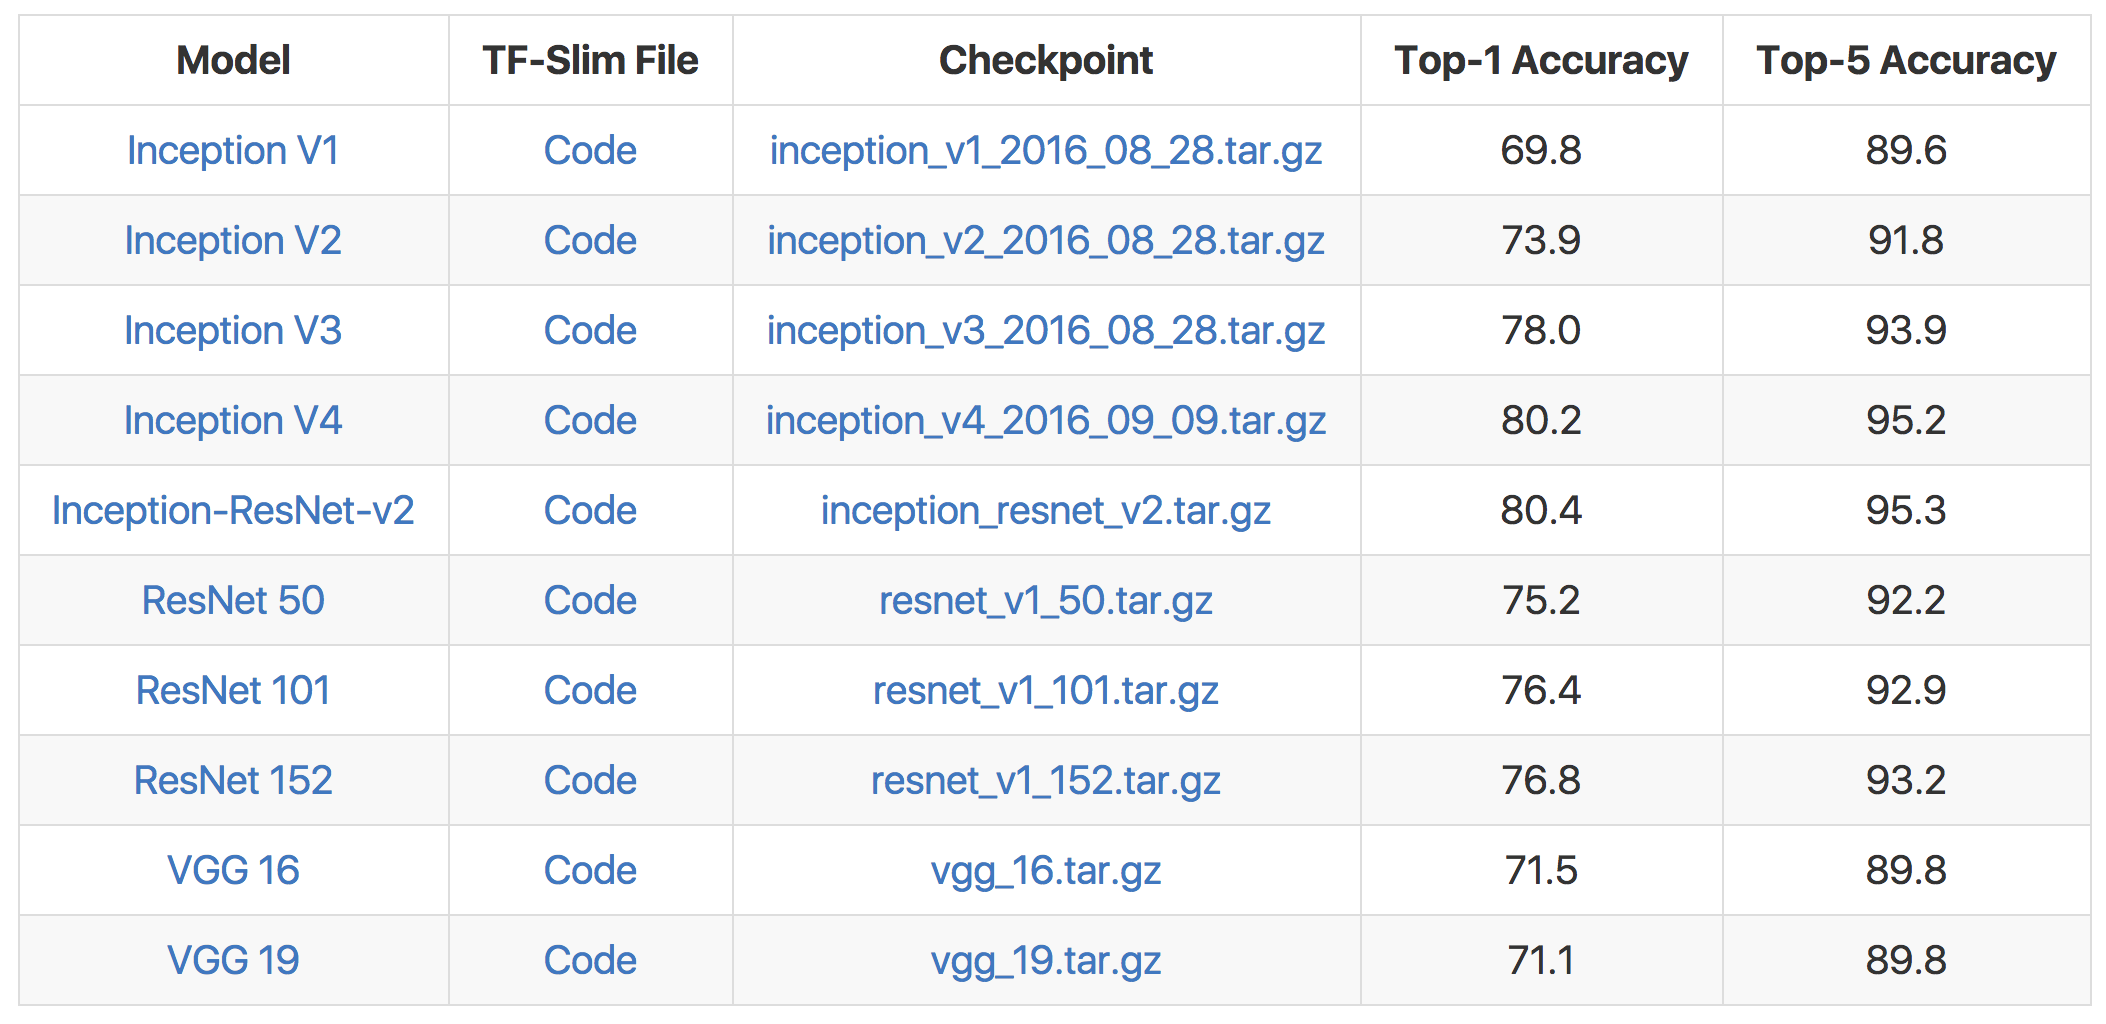 Model TF-Slim File Checkpoint Top-1 Accuracy Top-5 Accuracy
Inception V1 Code inception_v1_2016_08_28.tar.gz 69.8 89.6
Inception V2 Code inception_v2_2016_08_28.tar.gz 73.9 91.8
Inception V3 Code inception_v3_2016_08_28.tar.gz 78.0 93.9
Inception V4 Code inception_v4_2016_09_09.tar.gz 80.2 95.2
Inception-ResNet-v2 Code inception_resnet_v2.tar.gz 80.4 95.3
ResNet 50 Code resnet_v1_50.tar.gz 75.2 92.2
ResNet 101 Code resnet_v1_101.tar.gz 76.4 92.9
ResNet 152 Code resnet_v1_152.tar.gz 76.8 93.2
VGG 16 Code vgg_16.tar.gz 71.5 89.8
VGG 19 Code vgg_19.tar.gz 71.1 89.8